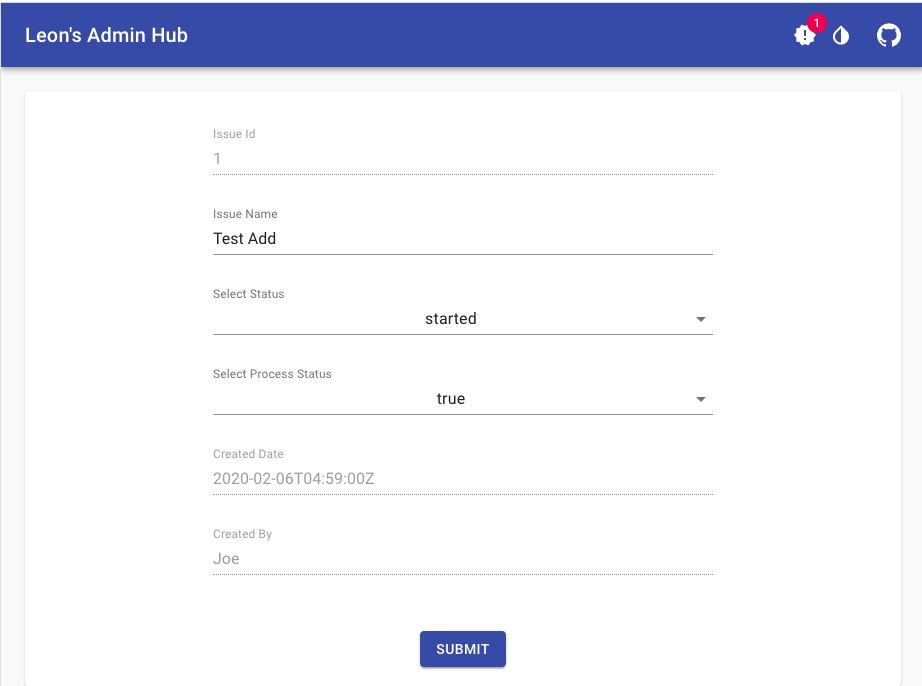 Leon's Admin Hub
1
Issue Id
1
Issue Name
Test Add
Select Status
started
Select Process Status
true
Created Date
2020-02-06T04:59:00Z
Created By
Joe
SUBMIT